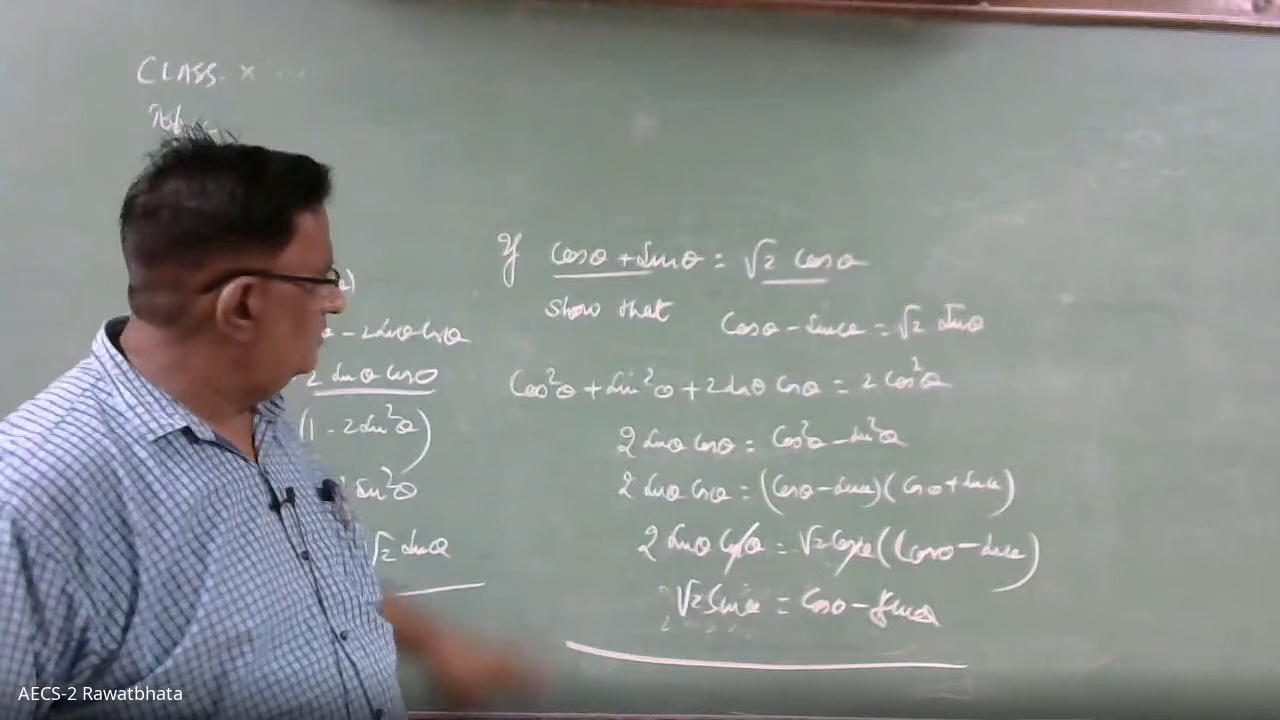 CLASS X
If cosθ + sinθ = √2 cosθ
show that cosθ - sinθ = √2 sinθ
cos²θ + sin²θ + 2 sinθ cosθ = 2 cos²θ
2 sinθ cosθ = cos²θ - sin²θ
2 sinθ cosθ = (cosθ - sinθ)(cosθ + sinθ)
2 sinθ cosθ = √2 cosθ ((cosθ - sinθ)
√2 sinθ = cosθ - sinθ
θ)
θ - 2 sinθ cosθ
- 2 sinθ cosθ
(1 - 2 sin²θ)
sin²θ
√2 sinθ
AECS-2 Rawatbhata